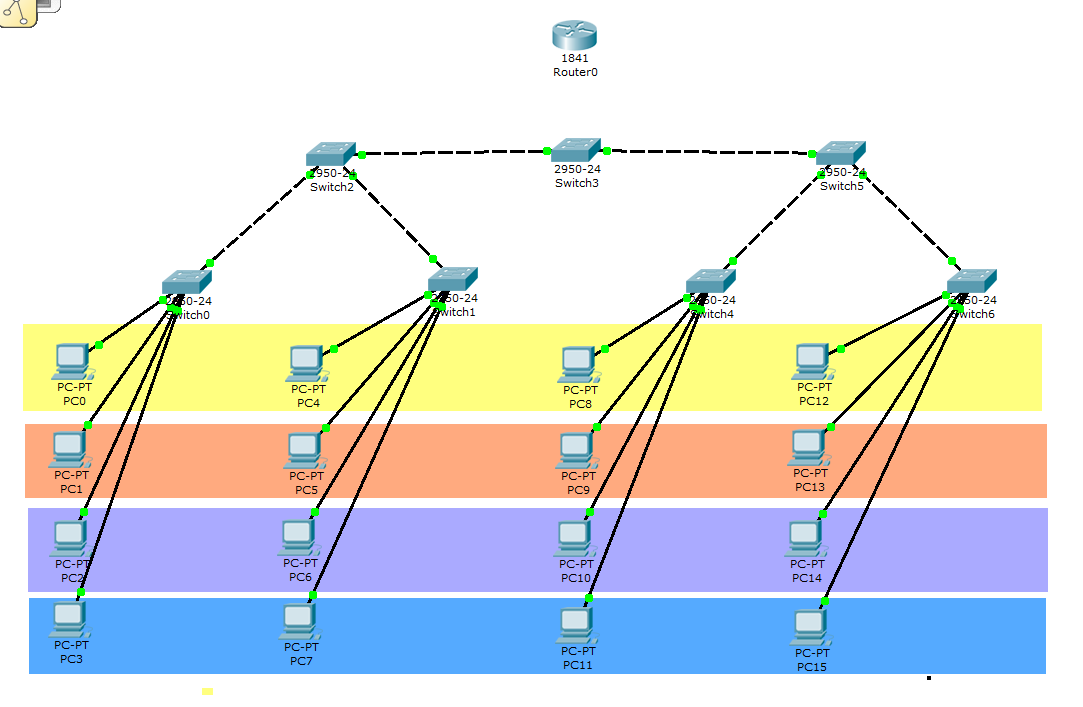 1841
Router0
2950-24
Switch2
2950-24
Switch3
2950-24
Switch5
2950-24
Switch0
2950-24
Switch1
2950-24
Switch4
2950-24
Switch6
PC-PT
PC0
PC-PT
PC4
PC-PT
PC8
PC-PT
PC12
PC-PT
PC1
PC-PT
PC5
PC-PT
PC9
PC-PT
PC13
PC-PT
PC2
PC-PT
PC6
PC-PT
PC10
PC-PT
PC14
PC-PT
PC3
PC-PT
PC7
PC-PT
PC11
PC-PT
PC15